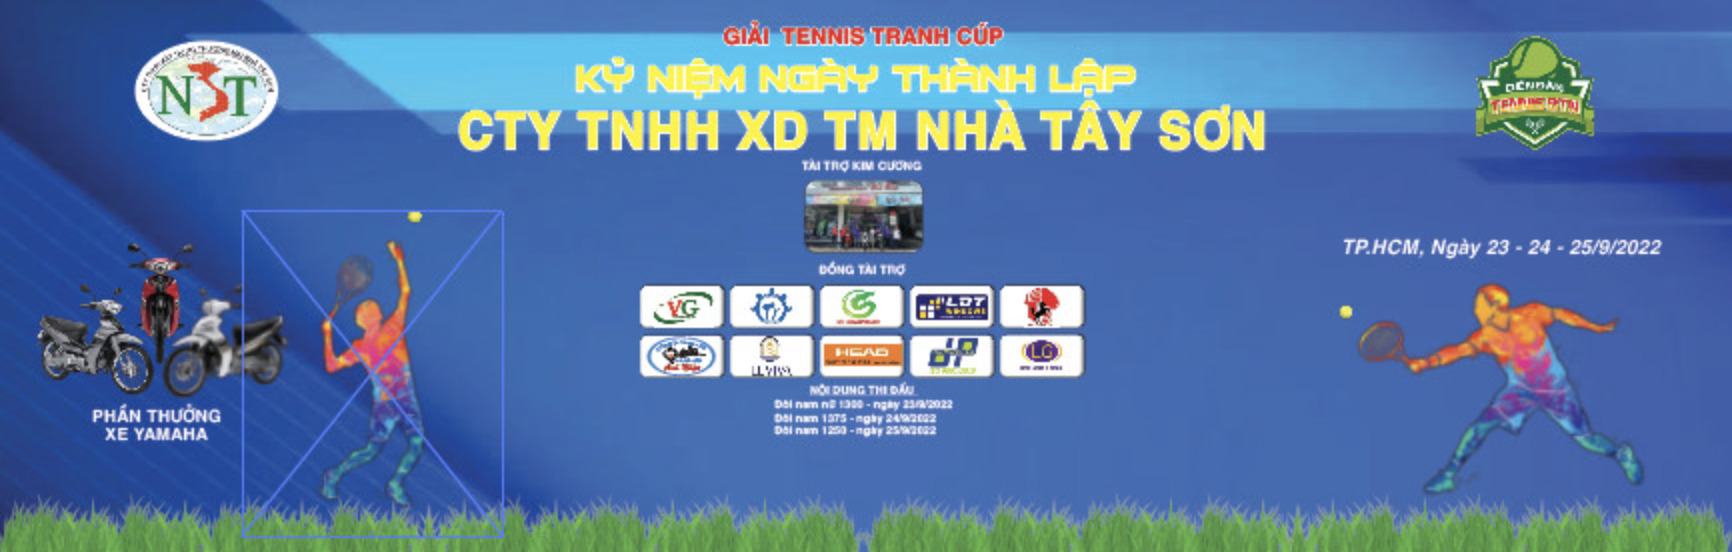 GIẢI TENNIS TRANH CÚP
KỶ NIỆM NGÀY THÀNH LẬP
CTY TNHH XD TM NHÀ TÂY SƠN
NST
TÀI TRỢ KIM CƯƠNG
TP.HCM, Ngày 23 - 24 - 25/9/2022
ĐỒNG TÀI TRỢ
VG
LDT
LE VIVA
HEAD
LG
PHẦN THƯỞNG
XE YAMAHA
NỘI DUNG THI ĐẤU
Đôi nam nữ 1300 - ngày 23/9/2022
Đôi nam 1375 - ngày 24/9/2022
Đôi nam 1250 - ngày 25/9/2022